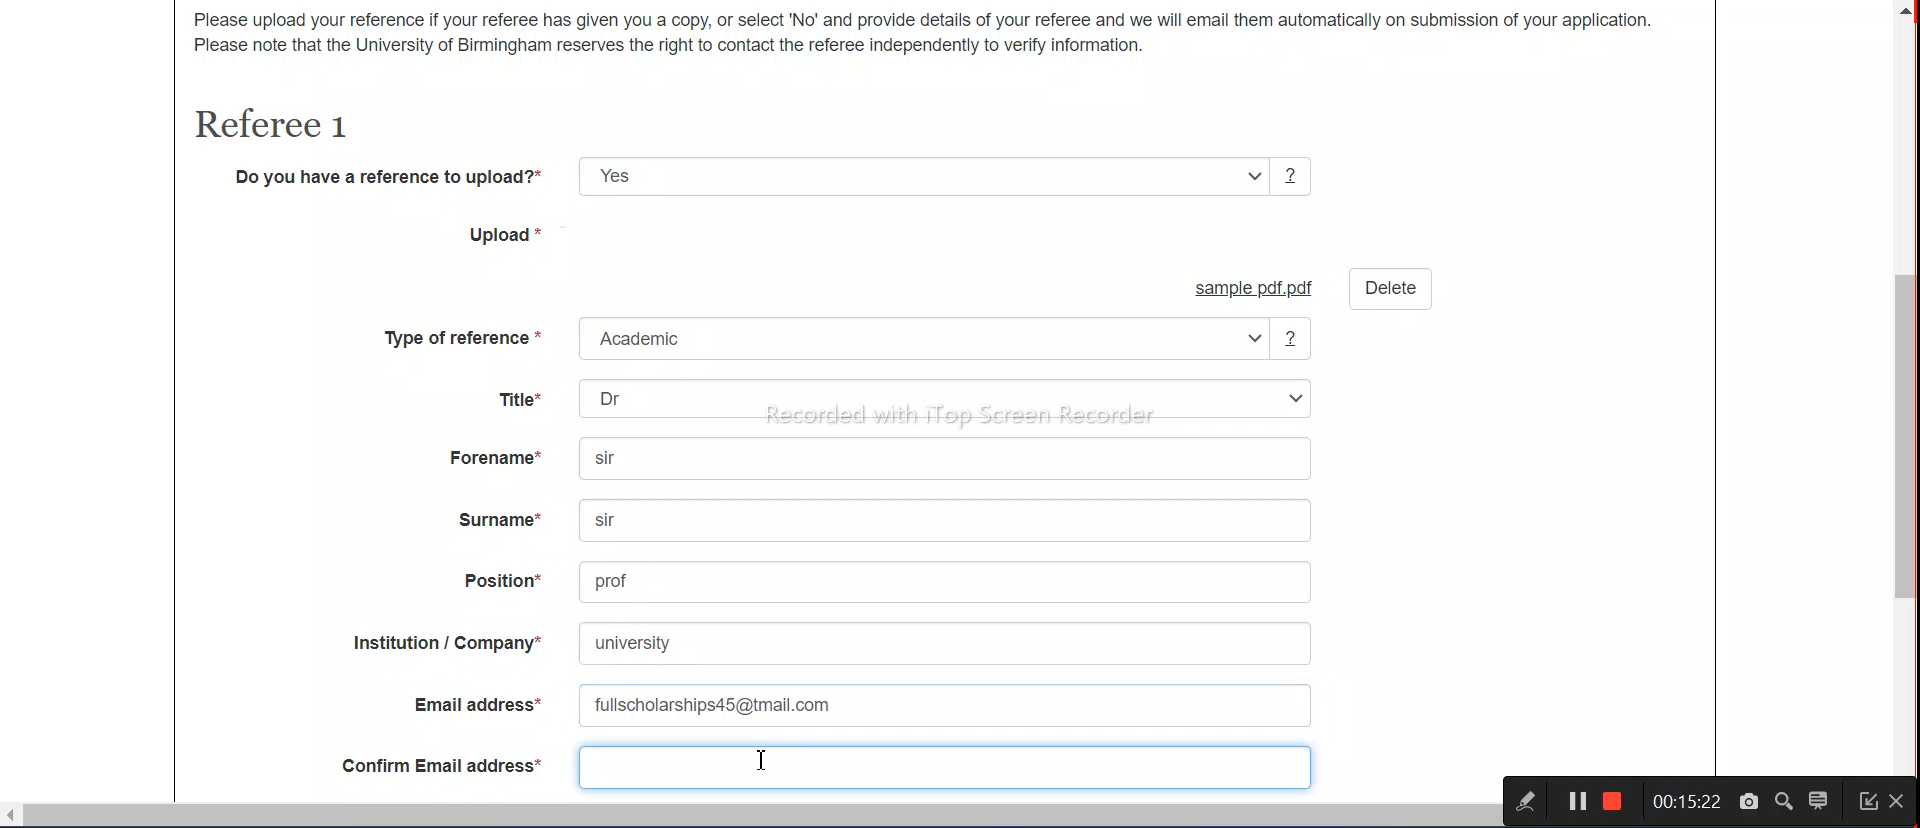 Please upload your reference if your referee has given you a copy, or select 'No' and provide details of your referee and we will email them automatically on submission of your application.
Please note that the University of Birmingham reserves the right to contact the referee independently to verify information.
Referee 1
Do you have a reference to upload?* Yes ?
Upload *
sample pdf.pdf Delete
Type of reference * Academic ?
Title* Dr
Recorded with iTop Screen Recorder
Forename* sir
Surname* sir
Position* prof
Institution / Company* university
Email address* fullscholarships45@tmail.com
Confirm Email address*
00:15:22